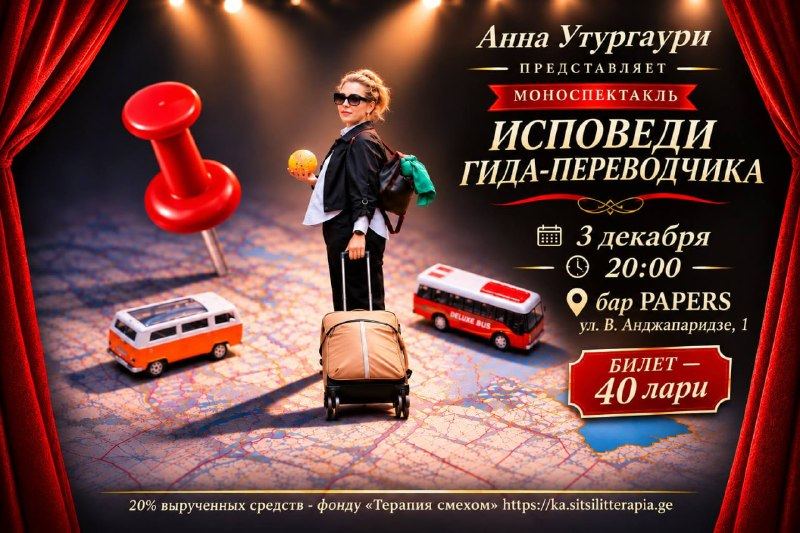 Анна Утургаури
ПРЕДСТАВЛЯЕТ
МОНОСПЕКТАКЛЬ
ИСПОВЕДИ
ГИДА-ПЕРЕВОДЧИКА
3 декабря
20:00
бар PAPERS
ул. В. Анджапаридзе, 1
БИЛЕТ —
40 лари
DELUXE BUS
20% вырученных средств - фонду «Терапия смехом» https://ka.sitsilitterapia.ge